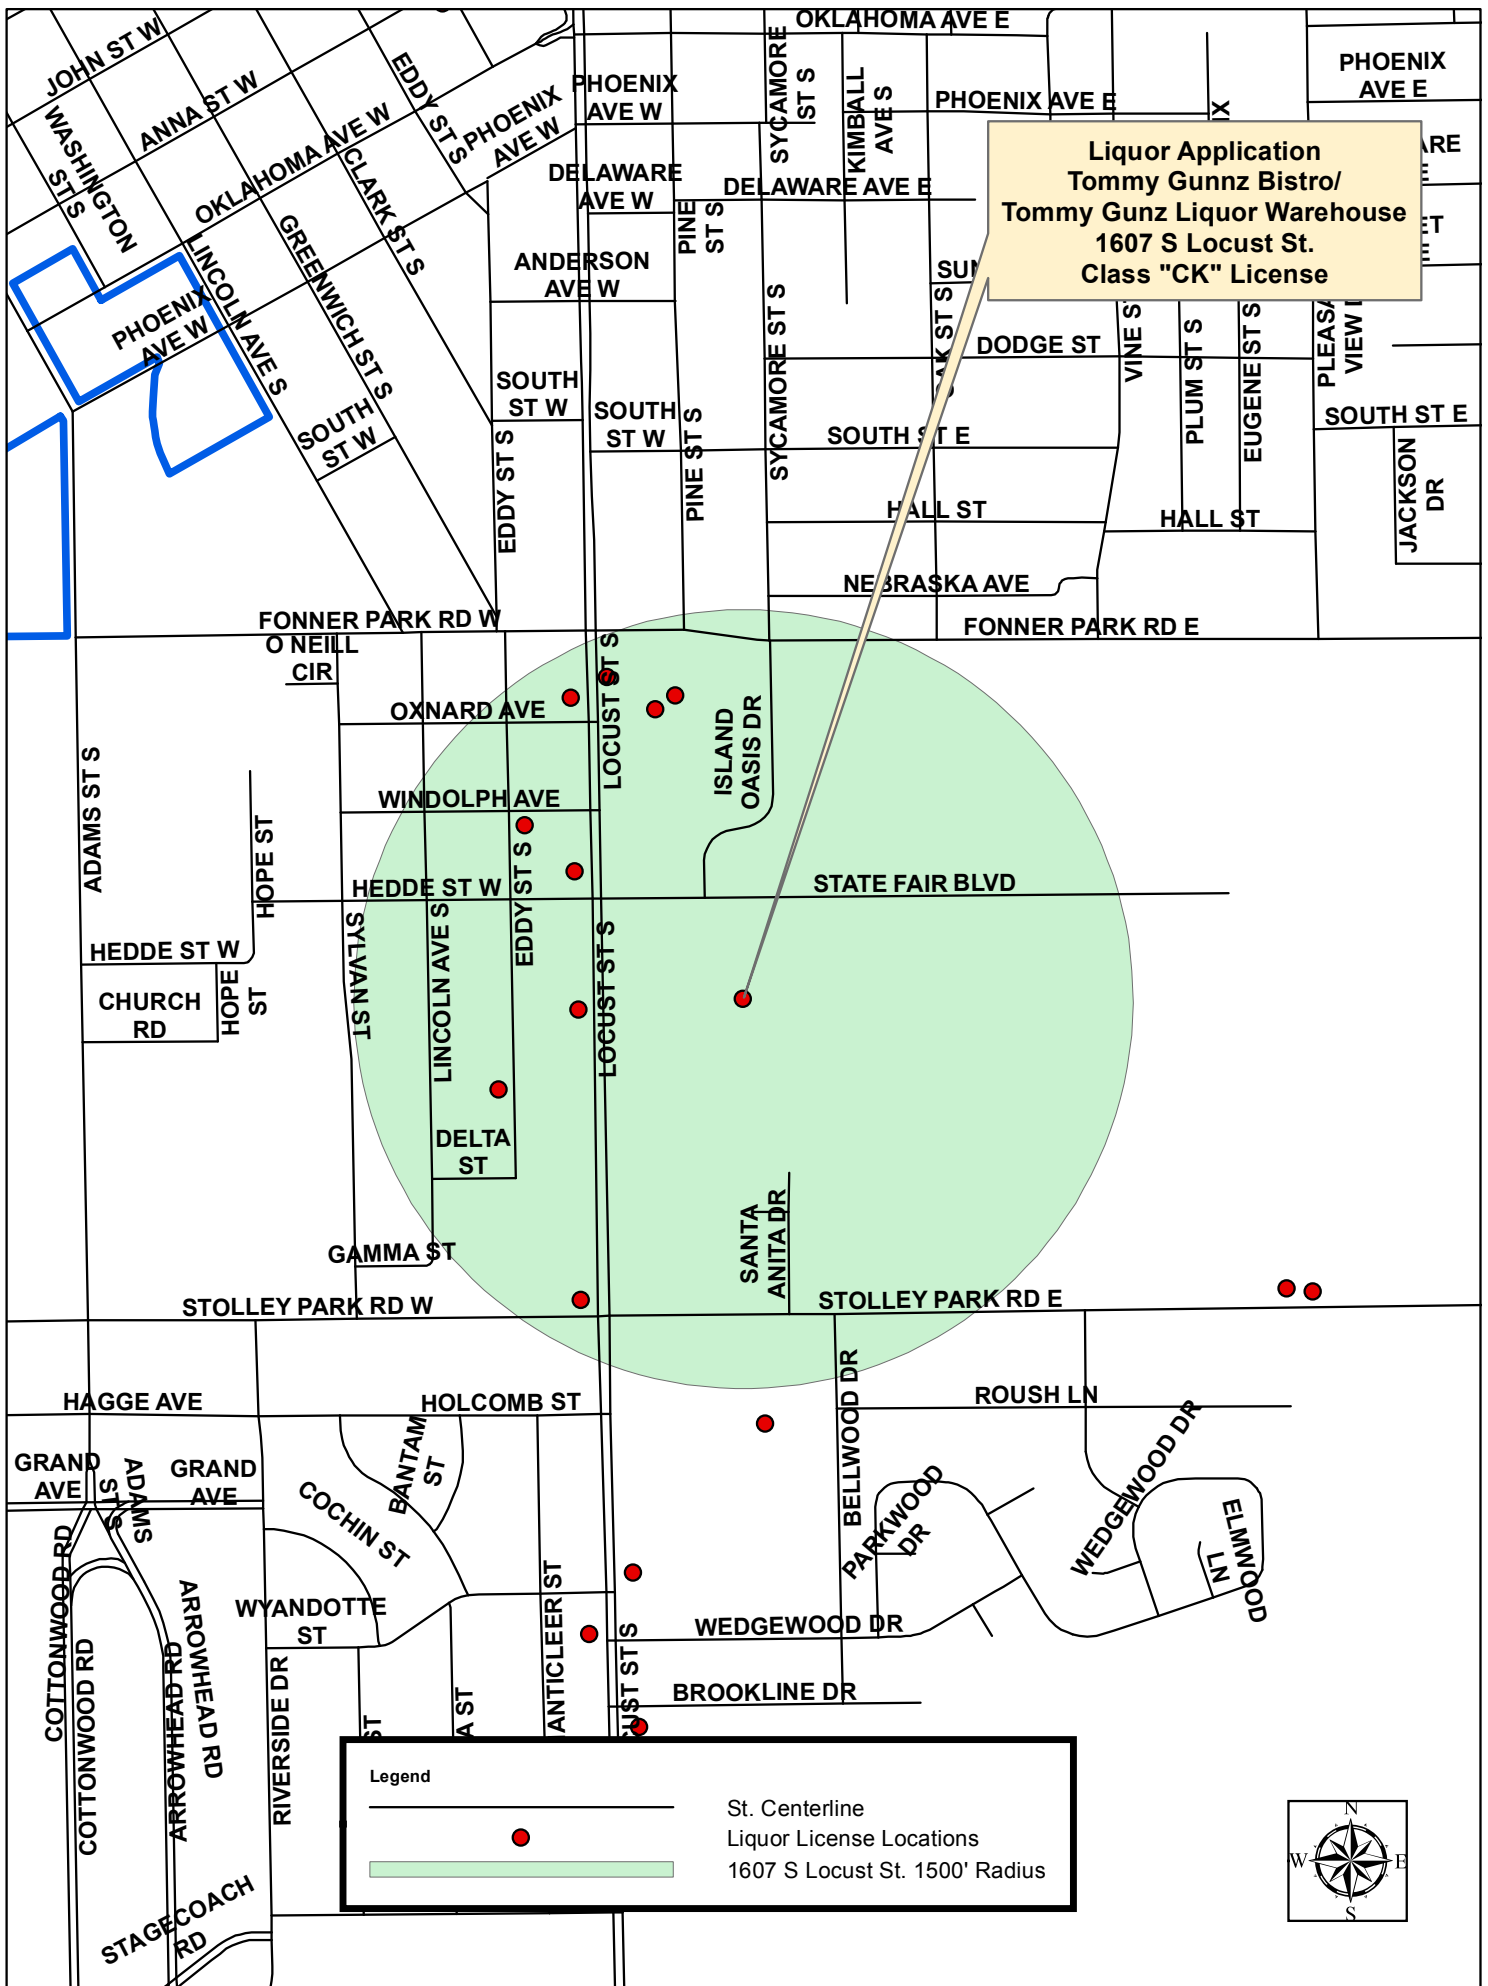 OKLAHOMA AVE E
JOHN ST W
EDDY ST S
PHOENIX
AVE W
SYCAMORE
ST S
KIMBALL
AVE S
PHOENIX AVE E
PHOENIX
AVE E
ANNA ST W
WASHINGTON
ST S
OKLAHOMA AVE W
PHOENIX
AVE W
CLARK ST S
DELAWARE
AVE W
DELAWARE AVE E
PINE
ST S
Liquor Application
Tommy Gunnz Bistro/
Tommy Gunz Liquor Warehouse
1607 S Locust St.
Class "CK" License
LINCOLN AVE S
GREENWICH ST S
ANDERSON
AVE W
PHOENIX
AVE W
SYCAMORE ST S
DODGE ST
PLUM ST S
EUGENE ST S
SOUTH
ST W
SOUTH
ST W
SOUTH
ST W
EDDY ST S
PINE ST S
SOUTH ST E
SOUTH ST E
JACKSON
DR
HALL ST
HALL ST
NEBRASKA AVE
FONNER PARK RD W
FONNER PARK RD E
O NEILL
CIR
OXNARD AVE
LOCUST ST S
ISLAND
OASIS DR
ADAMS ST S
WINDOLPH AVE
HOPE ST
HEDDE ST W
EDDY ST S
STATE FAIR BLVD
HEDDE ST W
SYLVAN ST
LINCOLN AVE S
LOCUST ST S
CHURCH
RD
HOPE
ST
DELTA
ST
SANTA
ANITA DR
GAMMA ST
STOLLEY PARK RD W
STOLLEY PARK RD E
HAGGE AVE
HOLCOMB ST
BELLWOOD DR
ROUSH LN
GRAND
AVE
ADAMS
ST S
GRAND
AVE
BANTAM
ST
COCHIN ST
PARKWOOD
DR
WEDGEWOOD DR
ELMWOOD
LN
COTTONWOOD RD
COTTONWOOD RD
ARROWHEAD RD
ARROWHEAD RD
WYANDOTTE
ST
RIVERSIDE DR
WEDGEWOOD DR
BROOKLINE DR
STAGECOACH
RD
Legend
St. Centerline
Liquor License Locations
1607 S Locust St. 1500' Radius
N
W
E
S